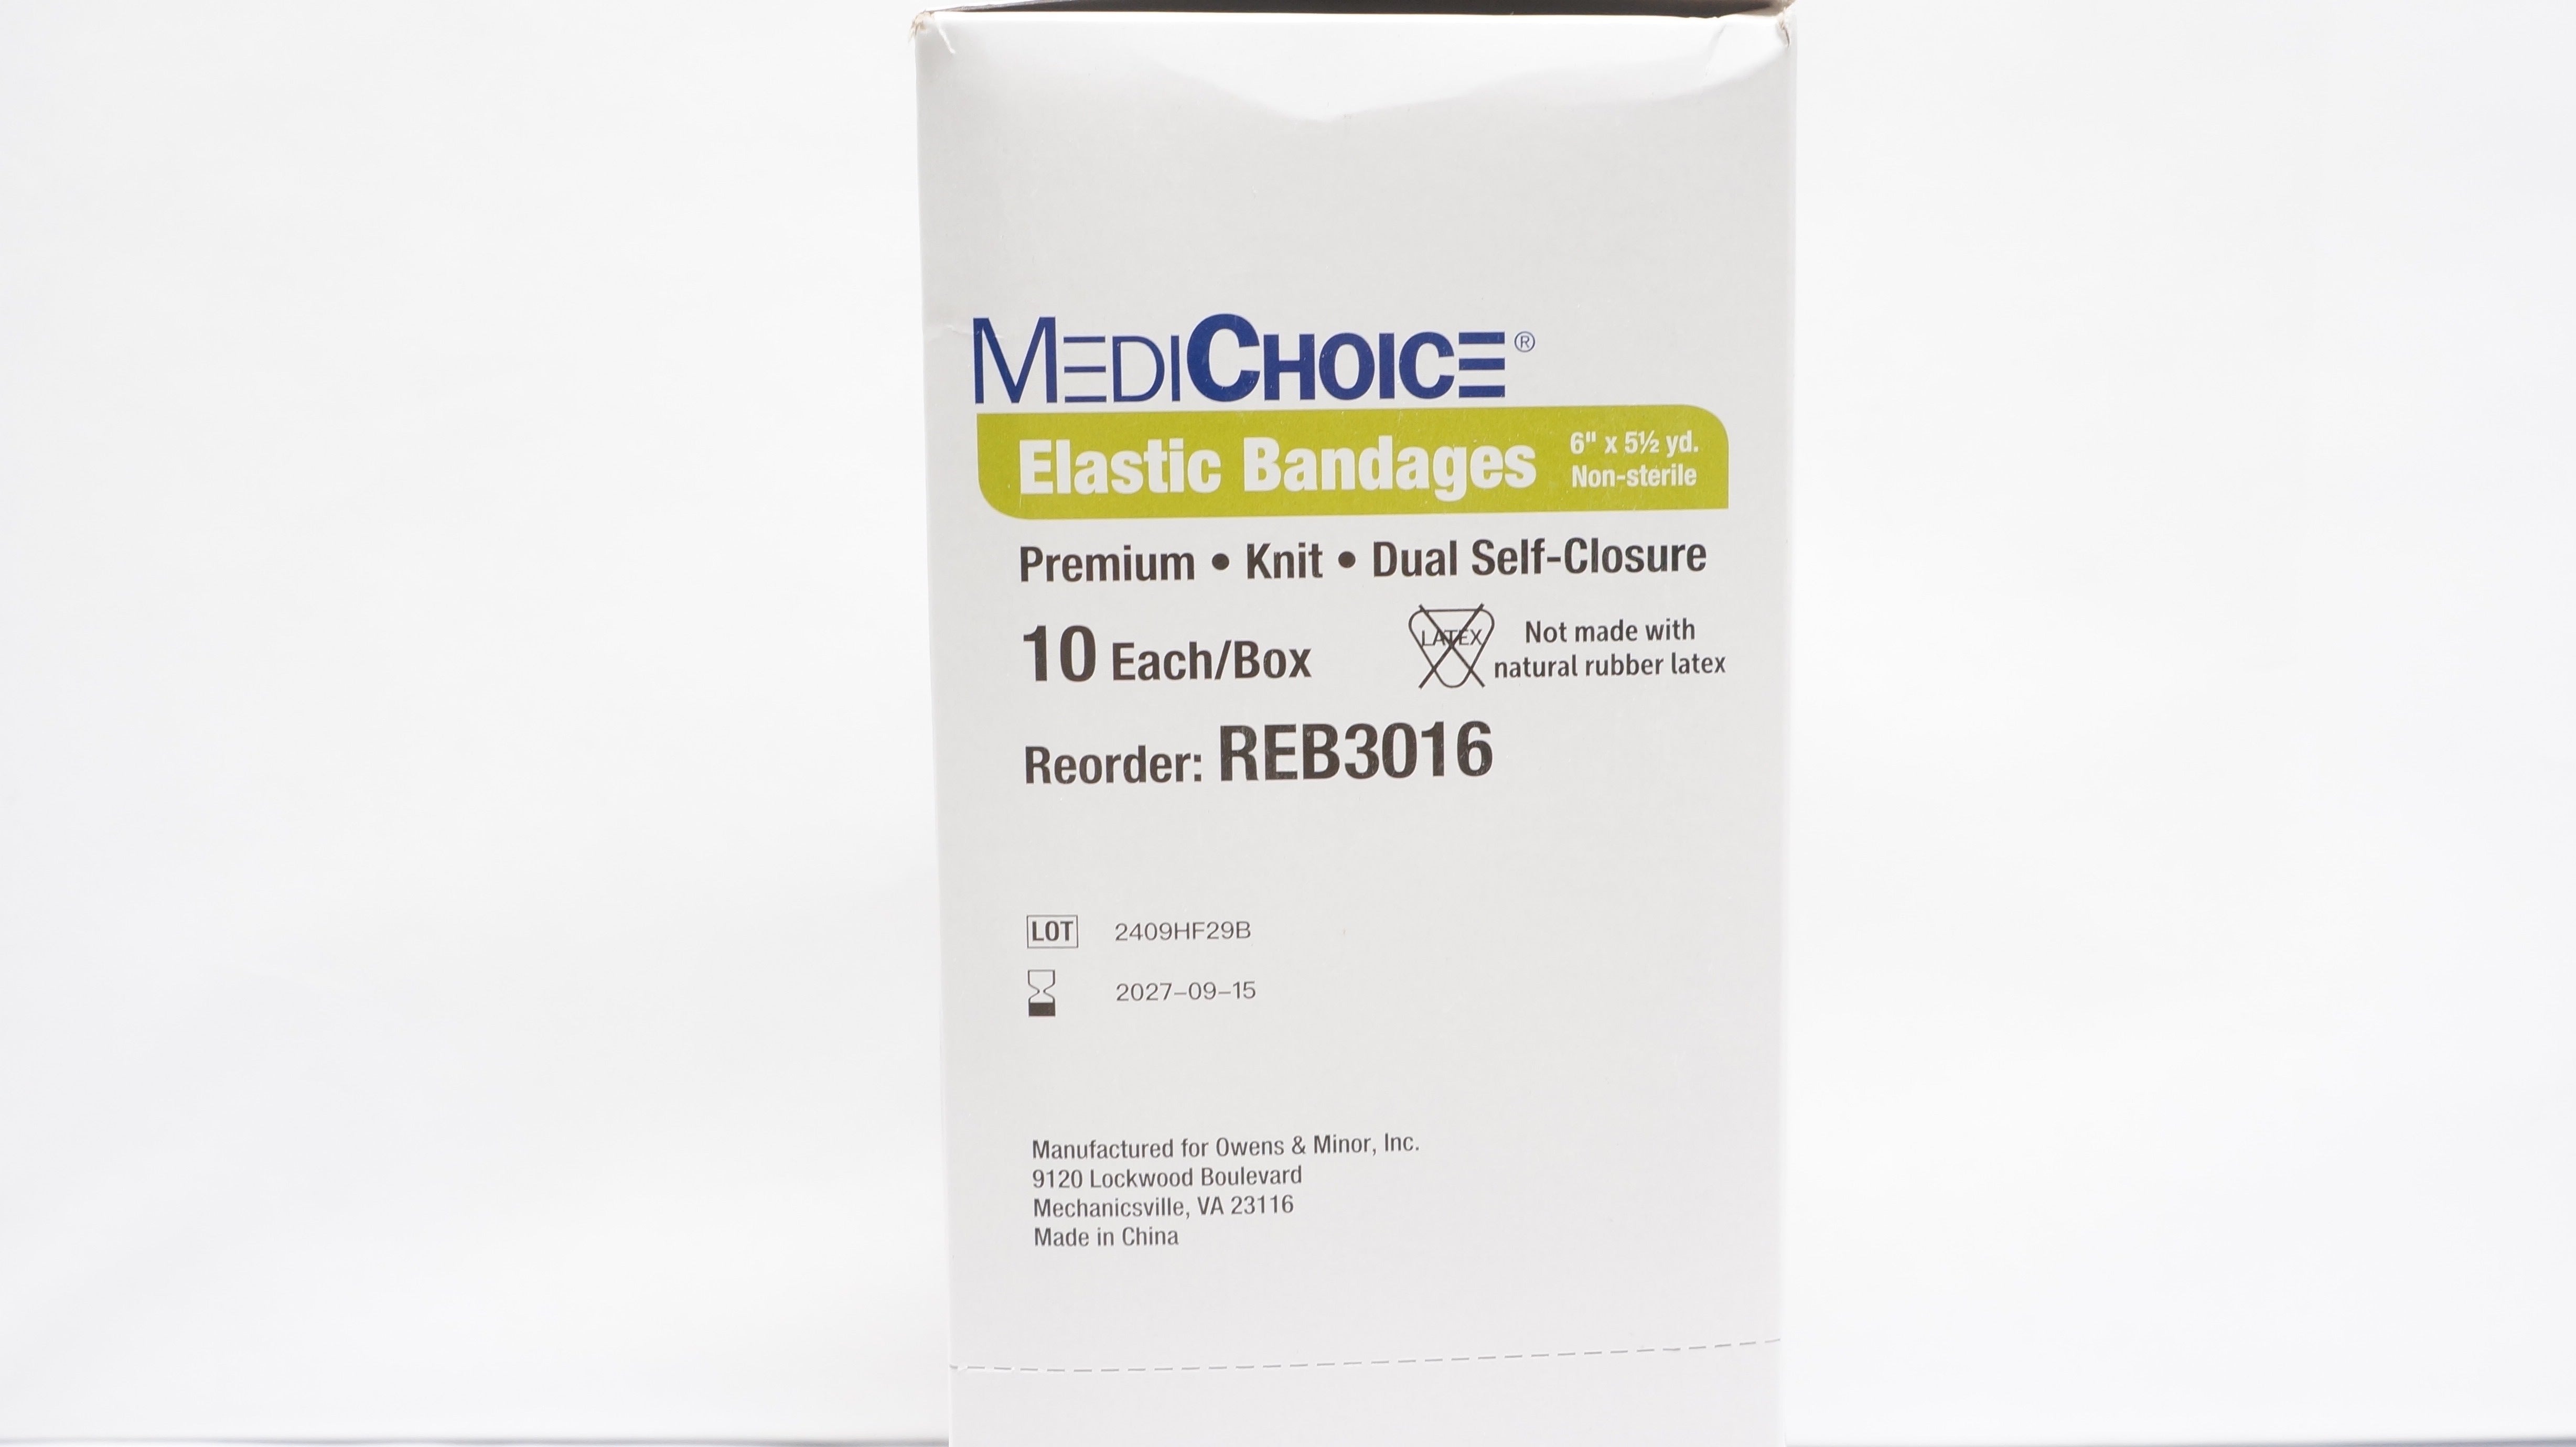 MEDICHOICE®
Elastic Bandages
6" x 5½ yd.
Non-sterile
Premium • Knit • Dual Self-Closure
10 Each/Box
LATEX
Not made with
natural rubber latex
Reorder: REB3016
LOT 2409HF29B
2027-09-15
Manufactured for Owens & Minor, Inc.
9120 Lockwood Boulevard
Mechanicsville, VA 23116
Made in China